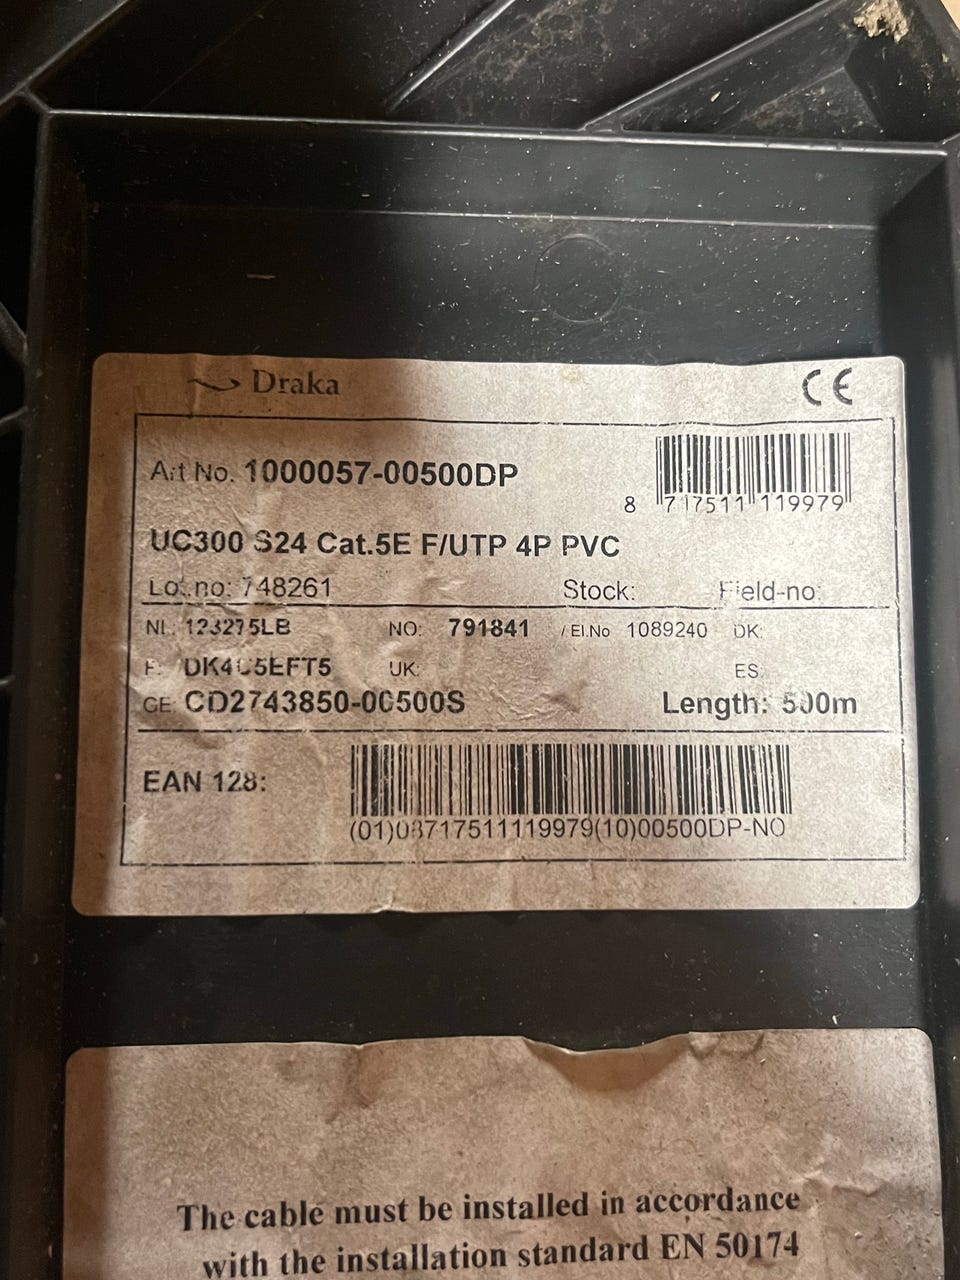 Draka CE
Art No. 1000057-00500DP
8 717511 119979
UC300 S24 Cat.5E F/UTP 4P PVC
Lot.no: 748261 Stock: Field-no:
NL: 123275LB NO: 791841 / El.No 1089240 DK:
F: DK4C5EFT5 UK: ES
GE: CD2743850-00500S Length: 500m
EAN 128:
(01)08717511119979(10)00500DP-NO
The cable must be installed in accordance
with the installation standard EN 50174